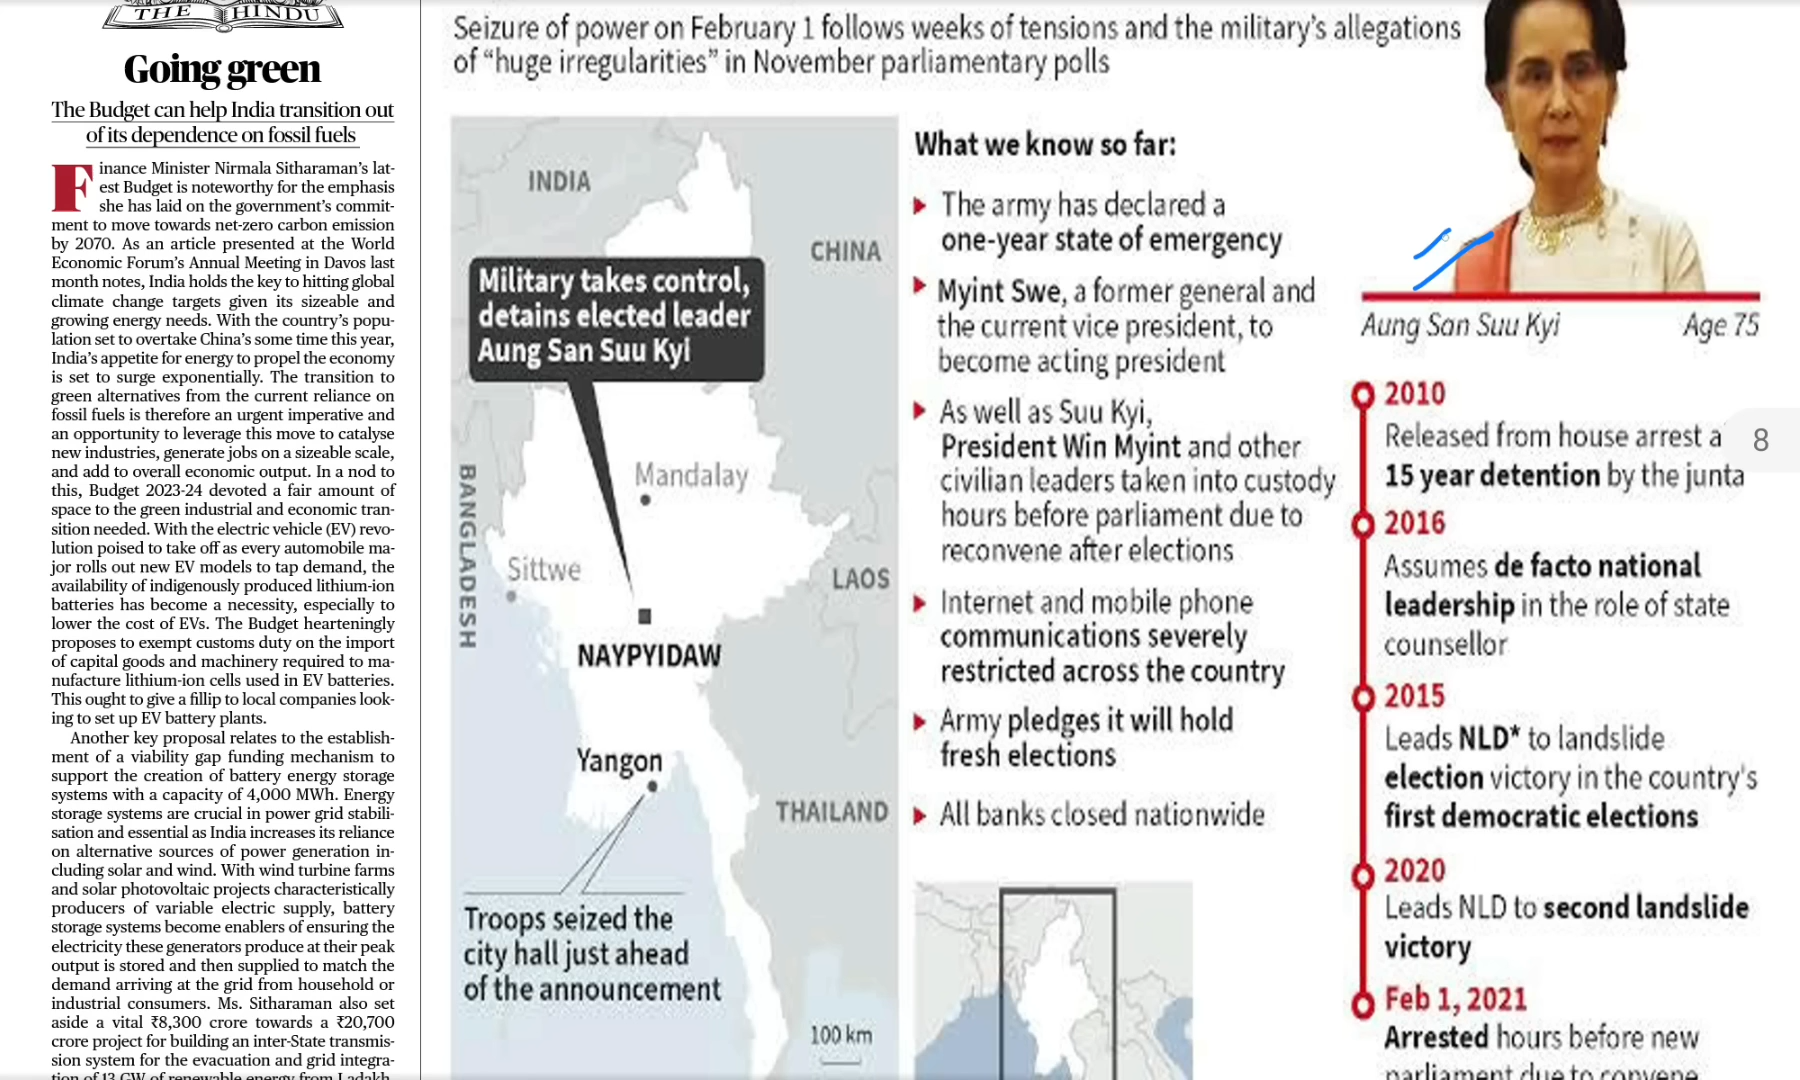 THE HINDU
Going green
The Budget can help India transition out
of its dependence on fossil fuels
Finance Minister Nirmala Sitharaman's lat-
est Budget is noteworthy for the emphasis
she has laid on the government's commit-
ment to move towards net-zero carbon emission
by 2070. As an article presented at the World
Economic Forum's Annual Meeting in Davos last
month notes, India holds the key to hitting global
climate change targets given its sizeable and
growing energy needs. With the country's popu-
lation set to overtake China's some time this year,
India's appetite for energy to propel the economy
is set to surge exponentially. The transition to
green alternatives from the current reliance on
fossil fuels is therefore an urgent imperative and
an opportunity to leverage this move to catalyse
new industries, generate jobs on a sizeable scale,
and add to overall economic output. In a nod to
this, Budget 2023-24 devoted a fair amount of
space to the green industrial and economic tran-
sition needed. With the electric vehicle (EV) revo-
lution poised to take off as every automobile ma-
jor rolls out new EV models to tap demand, the
availability of indigenously produced lithium-ion
batteries has become a necessity, especially to
lower the cost of EVs. The Budget hearteningly
proposes to exempt customs duty on the import
of capital goods and machinery required to ma-
nufacture lithium-ion cells used in EV batteries.
This ought to give a fillip to local companies look-
ing to set up EV battery plants.
Another key proposal relates to the establish-
ment of a viability gap funding mechanism to
support the creation of battery energy storage
systems with a capacity of 4,000 MWh. Energy
storage systems are crucial in power grid stabili-
sation and essential as India increases its reliance
on alternative sources of power generation in-
cluding solar and wind. With wind turbine farms
and solar photovoltaic projects characteristically
producers of variable electric supply, battery
storage systems become enablers of ensuring the
electricity these generators produce at their peak
output is stored and then supplied to match the
demand arriving at the grid from household or
industrial consumers. Ms. Sitharaman also set
aside a vital ₹8,300 crore towards a ₹20,700
crore project for building an inter-State transmis-
sion system for the evacuation and grid integra-
tion of 13 GW of renewable energy from Ladakh.
Seizure of power on February 1 follows weeks of tensions and the military's allegations
of “huge irregularities” in November parliamentary polls
INDIA
CHINA
Military takes control,
detains elected leader
Aung San Suu Kyi
Mandalay
BANGLADESH
Sittwe
LAOS
NAYPYIDAW
Yangon
THAILAND
Troops seized the
city hall just ahead
of the announcement
100 km
What we know so far:
The army has declared a
one-year state of emergency
Myint Swe, a former general and
the current vice president, to
become acting president
As well as Suu Kyi,
President Win Myint and other
civilian leaders taken into custody
hours before parliament due to
reconvene after elections
Internet and mobile phone
communications severely
restricted across the country
Army pledges it will hold
fresh elections
All banks closed nationwide
Aung San Suu Kyi Age 75
2010
Released from house arrest a
15 year detention by the junta
8
2016
Assumes de facto national
leadership in the role of state
counsellor
2015
Leads NLD* to landslide
election victory in the country's
first democratic elections
2020
Leads NLD to second landslide
victory
Feb 1, 2021
Arrested hours before new
parliament due to convene